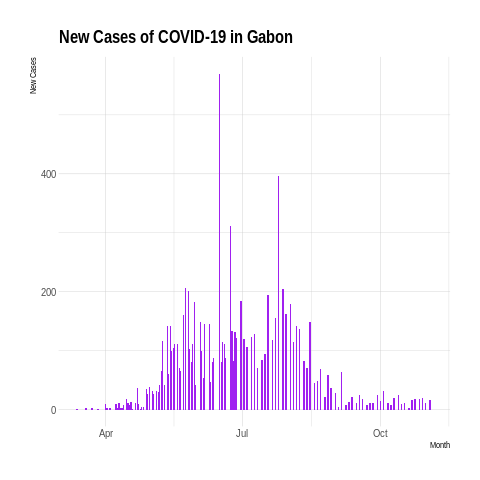 New Cases of COVID-19 in Gabon
New Cases
400
200
0
Apr
Jul
Oct
Month